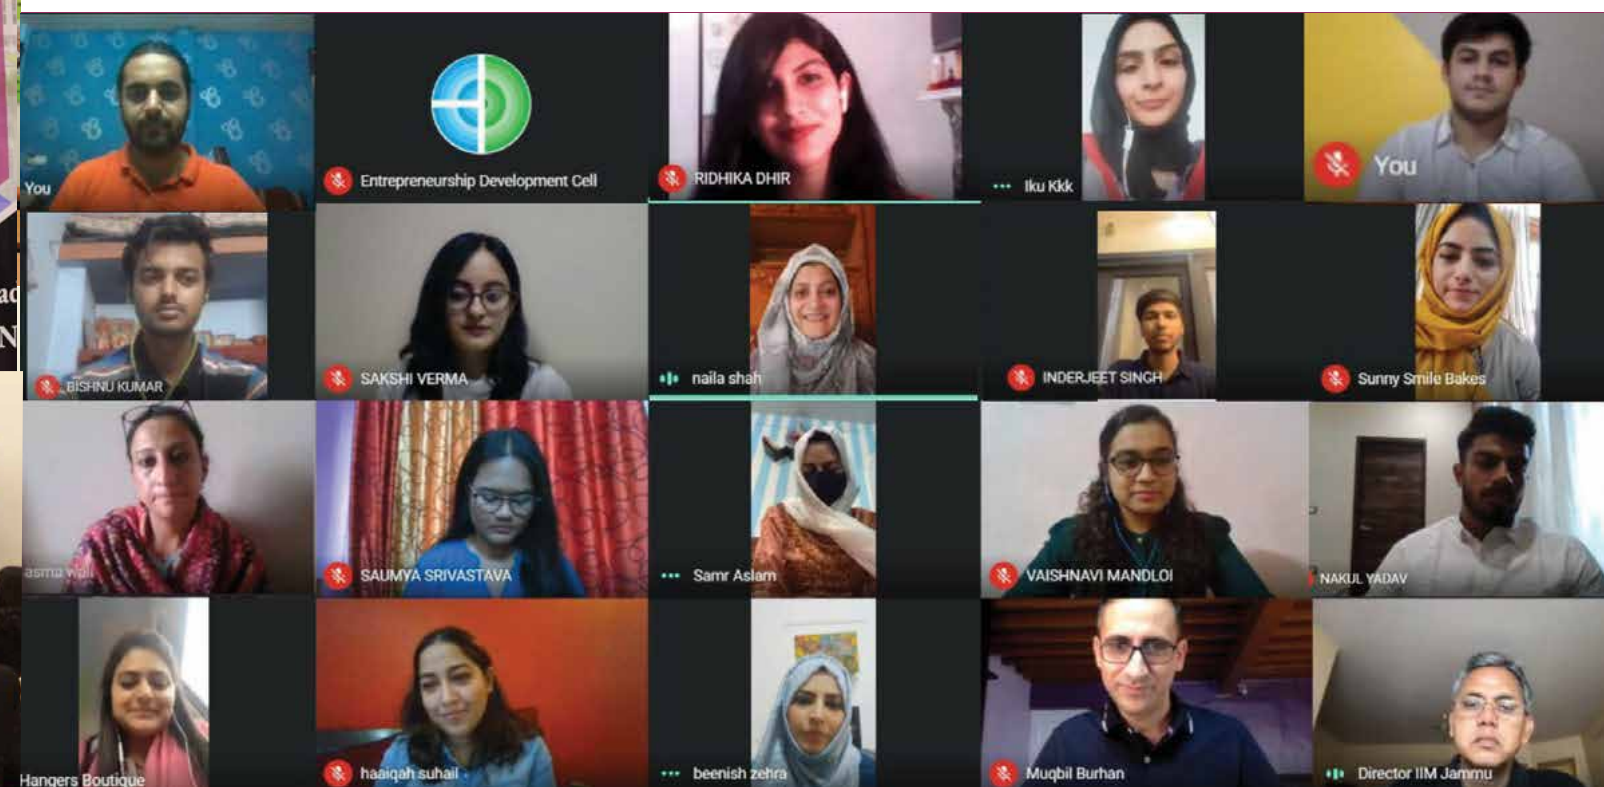 You
Entrepreneurship Development Cell
RIDHIKA DHIR
Iku Kkk
You
BISHNU KUMAR
SAKSHI VERMA
naila shah
INDERJEET SINGH
Sunny Smile Bakes
asma wali
SAUMYA SRIVASTAVA
Samr Aslam
VAISHNAVI MANDLOI
NAKUL YADAV
Hangers Boutique
haaiqah suhail
beenish zehra
Muqbil Burhan
Director IIM Jammu